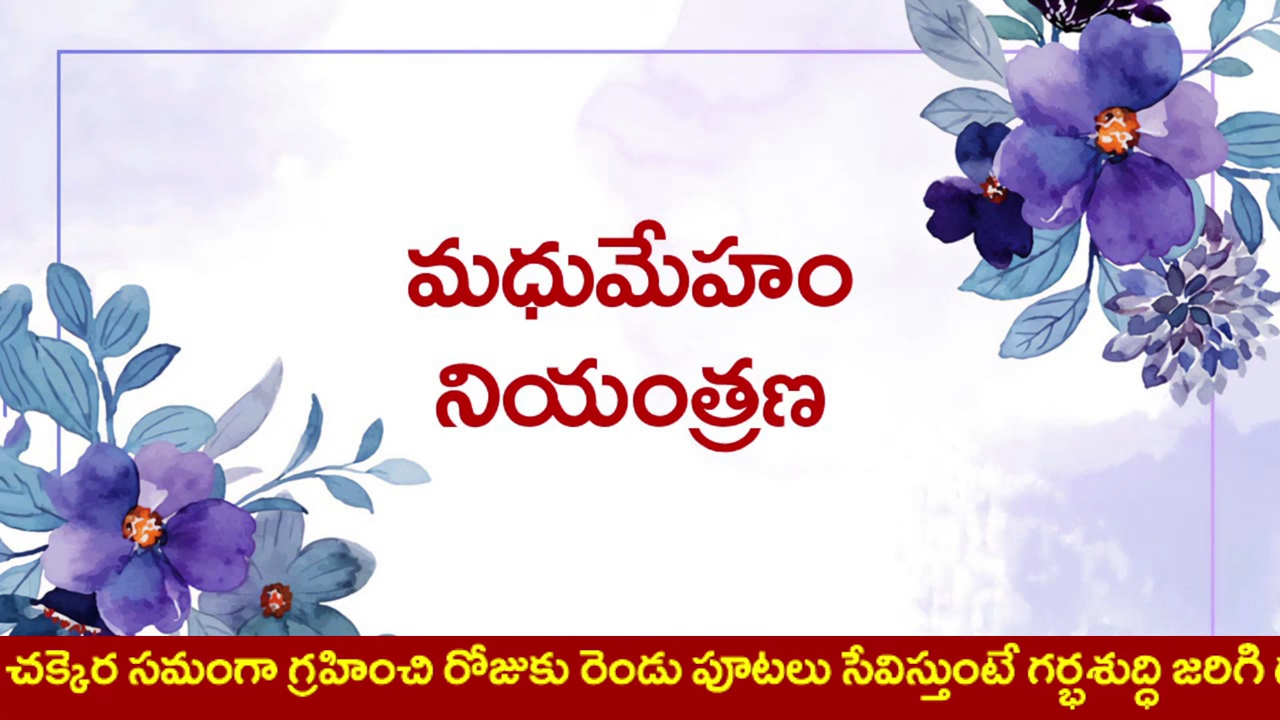 మధుమేహం
నియంత్రణ
చక్కెర సమంగా గ్రహించి రోజుకు రెండు పూటలు సేవిస్తుంటే గర్భశుద్ధి జరిగి